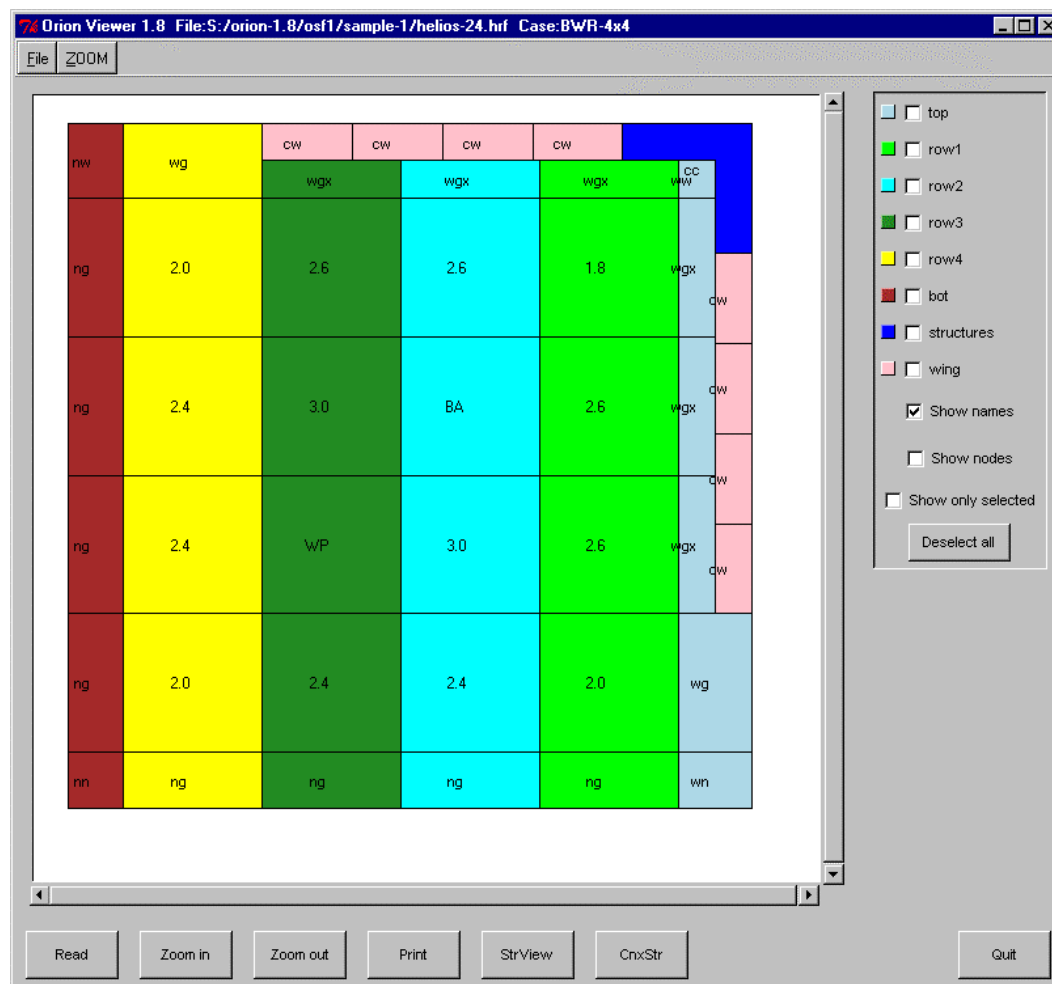 Orion Viewer 1.8 File:S:/orion-1.8/osf1/sample-1/helios-24.hrf Case:BWR-4x4
File ZOOM
nw wg cw cw cw cw
wgx wgx wgx ww cc
ng 2.0 2.6 2.6 1.8 wgx
cw
ng 2.4 3.0 BA 2.6 wgx
cw
cw
ng 2.4 WP 3.0 2.6 wgx
cw
ng 2.0 2.4 2.4 2.0 wg
nn ng ng ng ng wn
top
row1
row2
row3
row4
bot
structures
wing
Show names
Show nodes
Show only selected
Deselect all
Read Zoom in Zoom out Print StrView CnxStr Quit